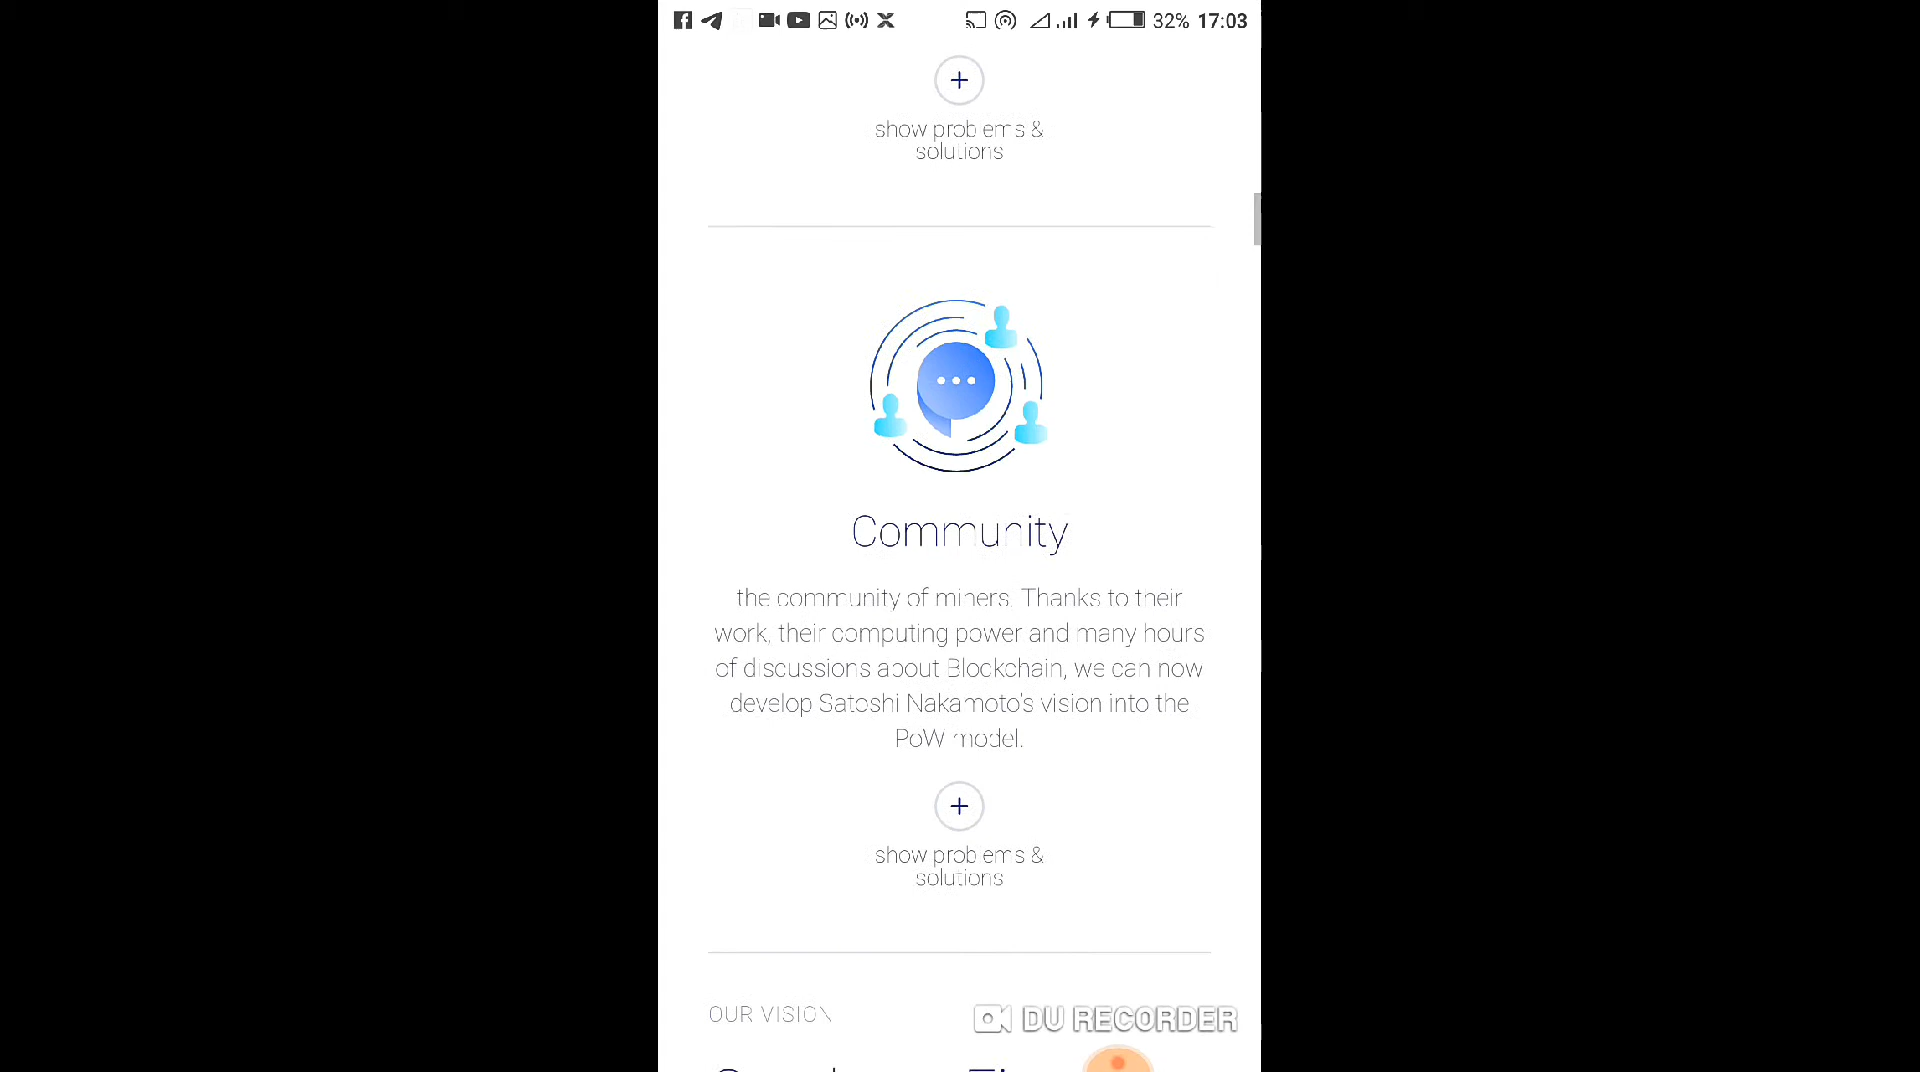 32% 17:03
show problems &
solutions
Community
the community of miners. Thanks to their
work, their computing power and many hours
of discussions about Blockchain, we can now
develop Satoshi Nakamoto's vision into the
PoW model.
show problems &
solutions
OUR VISION
DU RECORDER